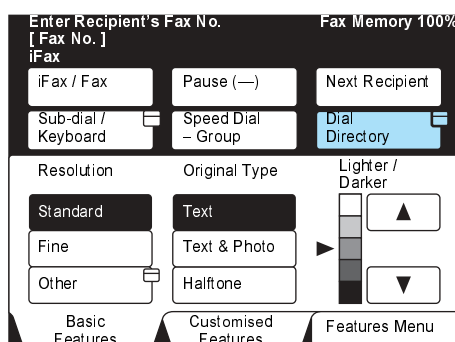 Enter Recipient's Fax No. Fax Memory 100%
[ Fax No. ]
iFax
iFax / Fax Pause (—) Next Recipient
Sub-dial / Speed Dial Dial
Keyboard – Group Directory
Resolution Original Type Lighter /
Darker
Standard Text
Fine Text & Photo
Other Halftone
Basic Customised Features Menu
Features Features